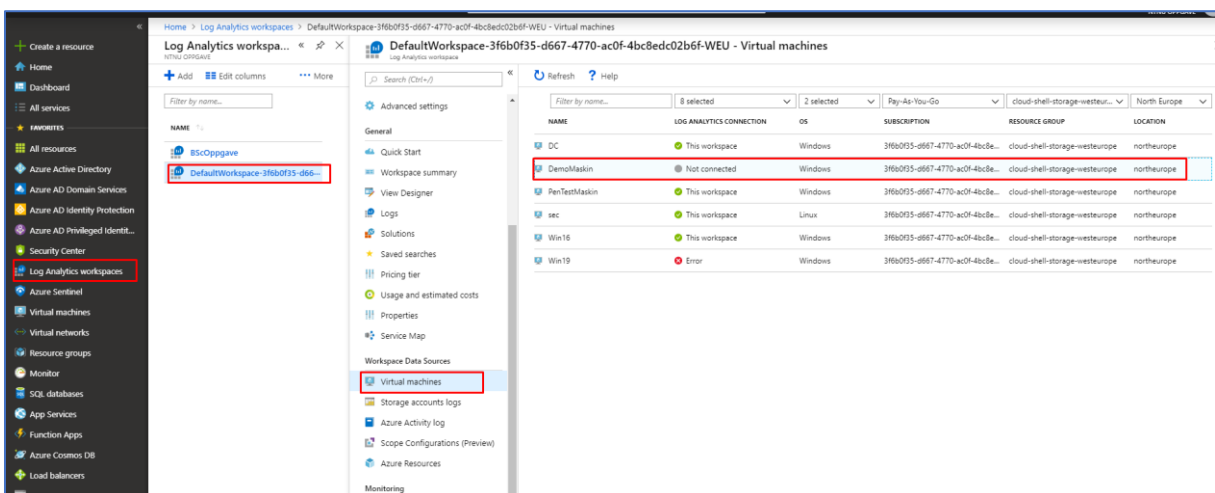 NTNU OPPGAVE
Home > Log Analytics workspaces > DefaultWorkspace-3f6b0f35-d667-4770-ac0f-4bc8edc02b6f-WEU - Virtual machines
Create a resource
Home
Dashboard
All services
FAVORITES
All resources
Azure Active Directory
Azure AD Domain Services
Azure AD Identity Protection
Azure AD Privileged Identit...
Security Center
Log Analytics workspaces
Azure Sentinel
Virtual machines
Virtual networks
Resource groups
Monitor
SQL databases
App Services
Function Apps
Azure Cosmos DB
Load balancers
Log Analytics workspa...
NTNU OPPGAVE
Add Edit columns More
Filter by name...
NAME
BScOppgave
DefaultWorkspace-3f6b0f35-d66...
DefaultWorkspace-3f6b0f35-d667-4770-ac0f-4bc8edc02b6f-WEU - Virtual machines
Log Analytics workspace
Search (Ctrl+/)
Advanced settings
General
Quick Start
Workspace summary
View Designer
Logs
Solutions
Saved searches
Pricing tier
Usage and estimated costs
Properties
Service Map
Workspace Data Sources
Virtual machines
Storage accounts logs
Azure Activity log
Scope Configurations (Preview)
Azure Resources
Monitoring
Refresh ? Help
Filter by name... 8 selected 2 selected Pay-As-You-Go cloud-shell-storage-westeur... North Europe
NAME LOG ANALYTICS CONNECTION OS SUBSCRIPTION RESOURCE GROUP LOCATION
DC This workspace Windows 3f6b0f35-d667-4770-ac0f-4bc8e... cloud-shell-storage-westeurope northeurope
DemoMaskin Not connected Windows 3f6b0f35-d667-4770-ac0f-4bc8e... cloud-shell-storage-westeurope northeurope
PenTestMaskin This workspace Windows 3f6b0f35-d667-4770-ac0f-4bc8e... cloud-shell-storage-westeurope northeurope
sec This workspace Linux 3f6b0f35-d667-4770-ac0f-4bc8e... cloud-shell-storage-westeurope northeurope
Win16 This workspace Windows 3f6b0f35-d667-4770-ac0f-4bc8e... cloud-shell-storage-westeurope northeurope
Win19 Error Windows 3f6b0f35-d667-4770-ac0f-4bc8e... cloud-shell-storage-westeurope northeurope